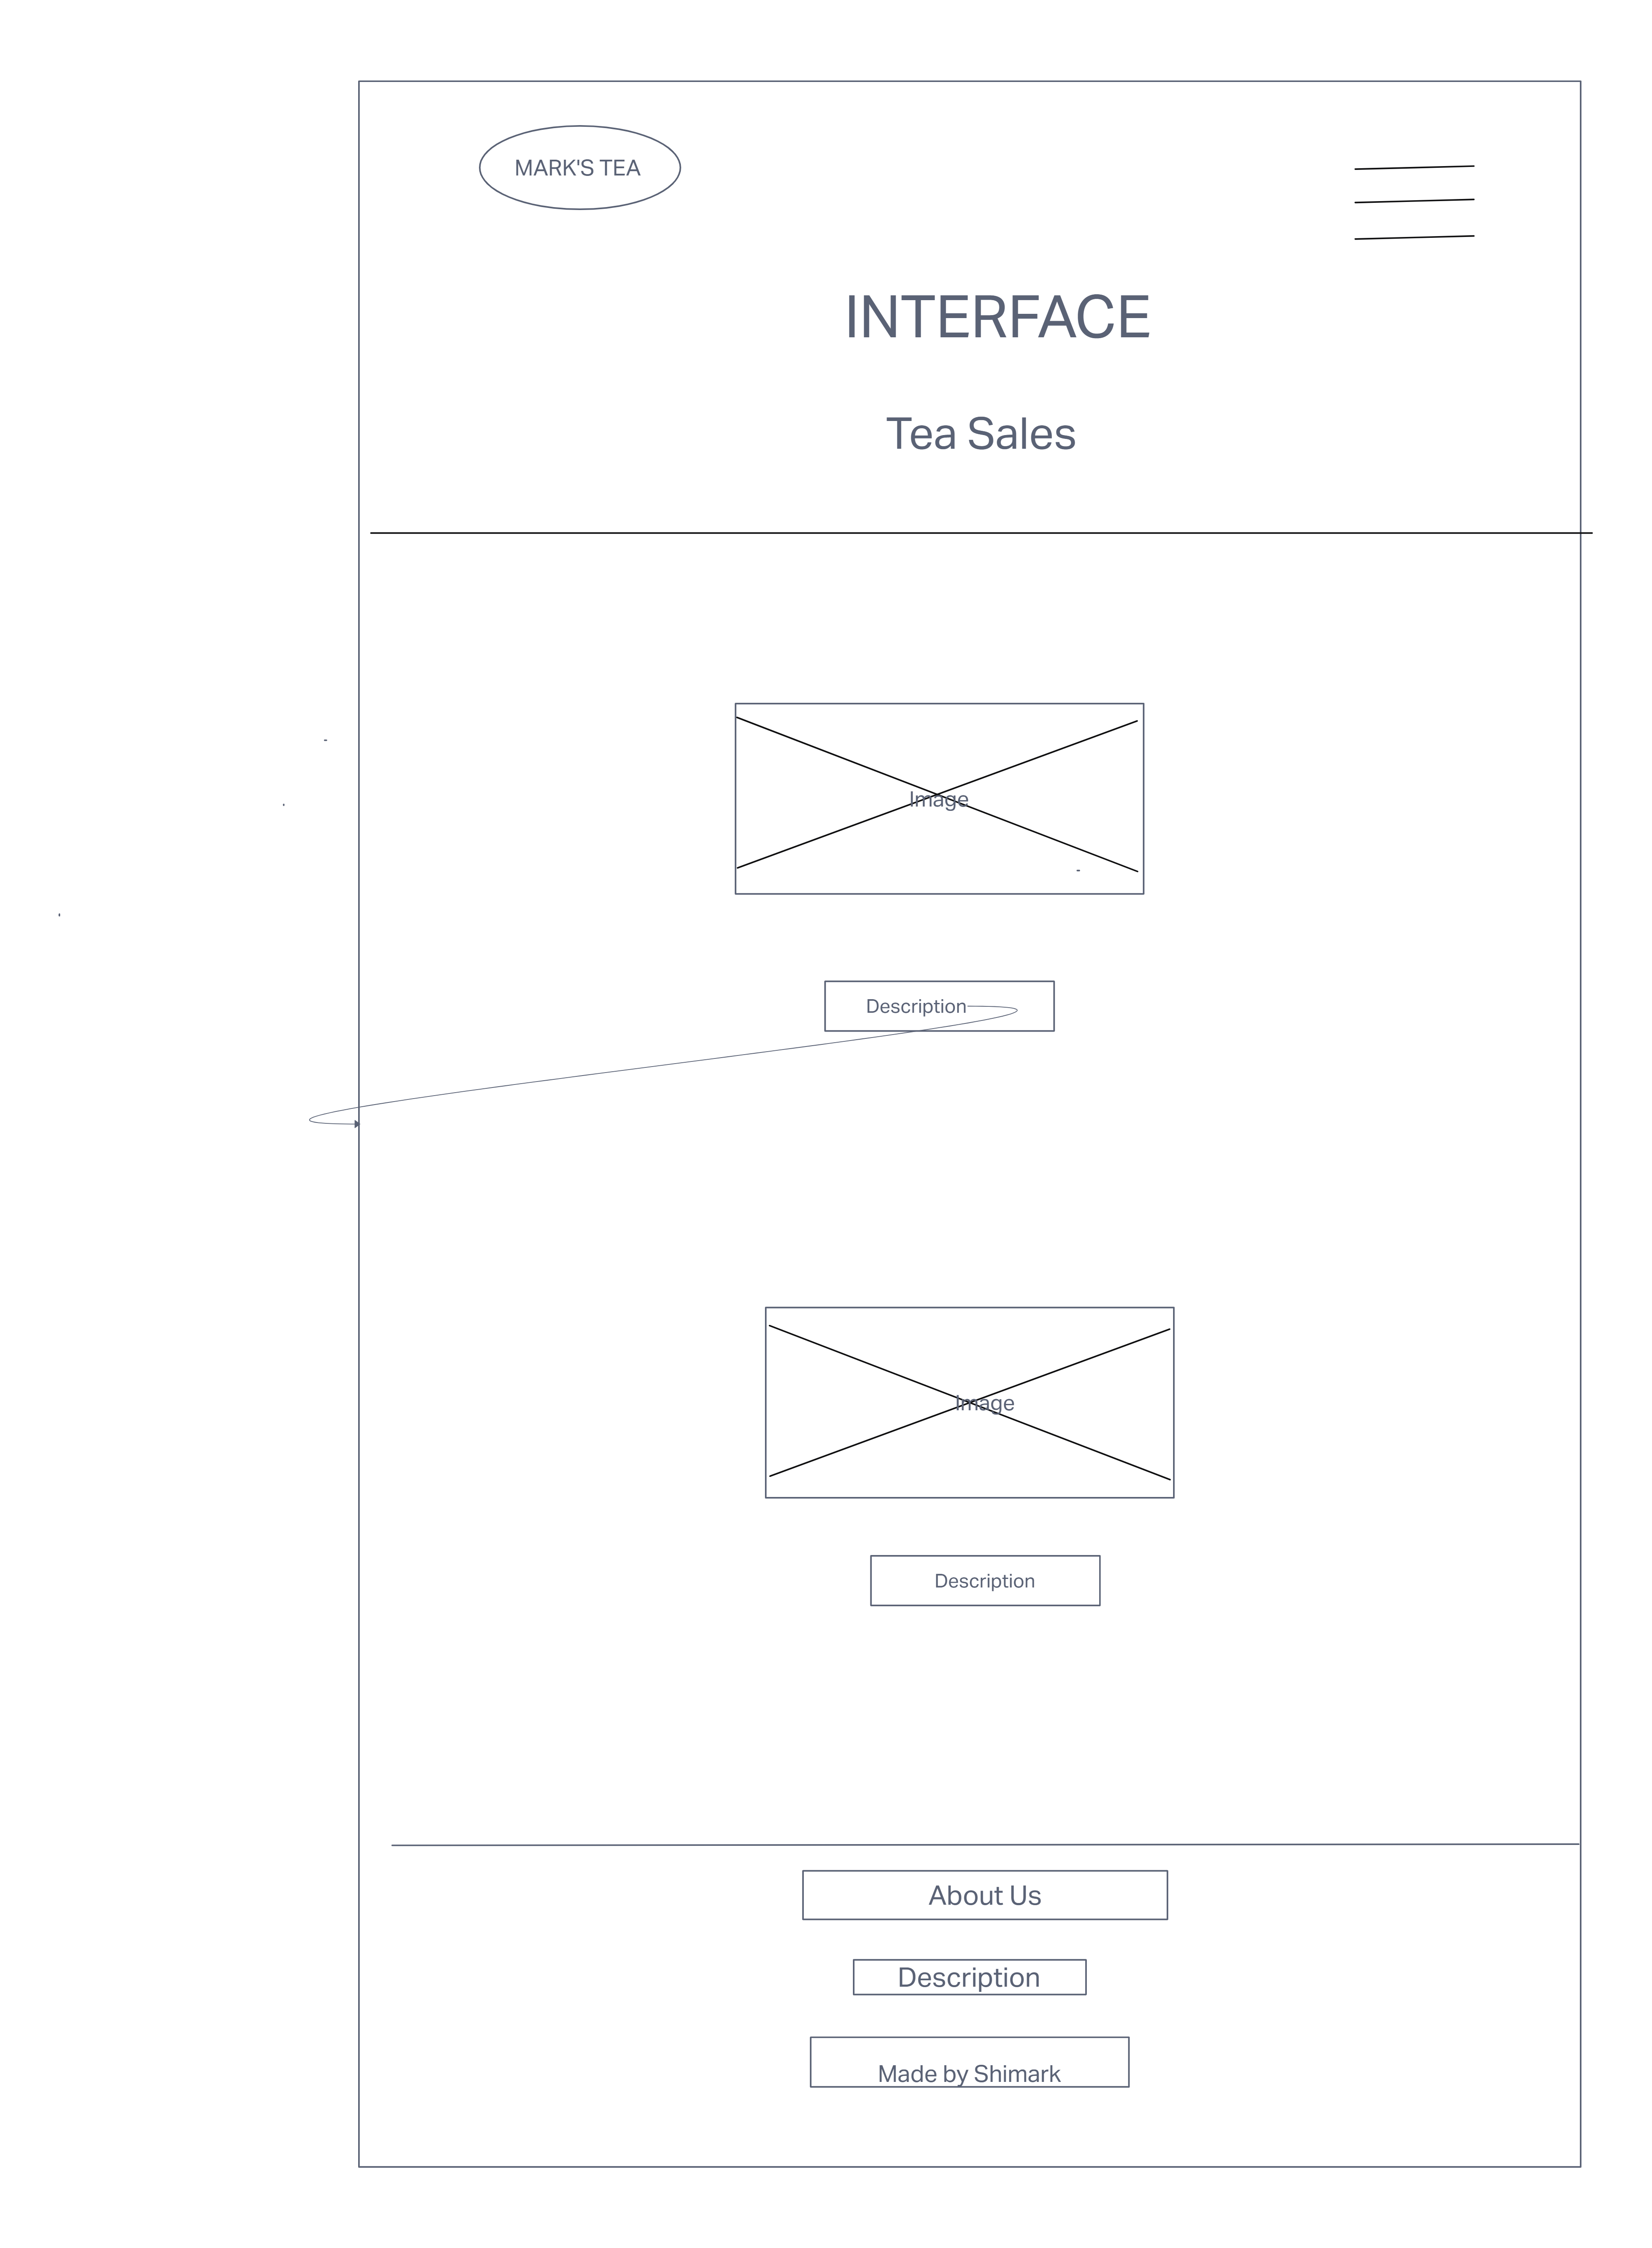 MARK'S TEA
INTERFACE
Tea Sales
Image
Description
Image
Description
About Us
Description
Made by Shimark